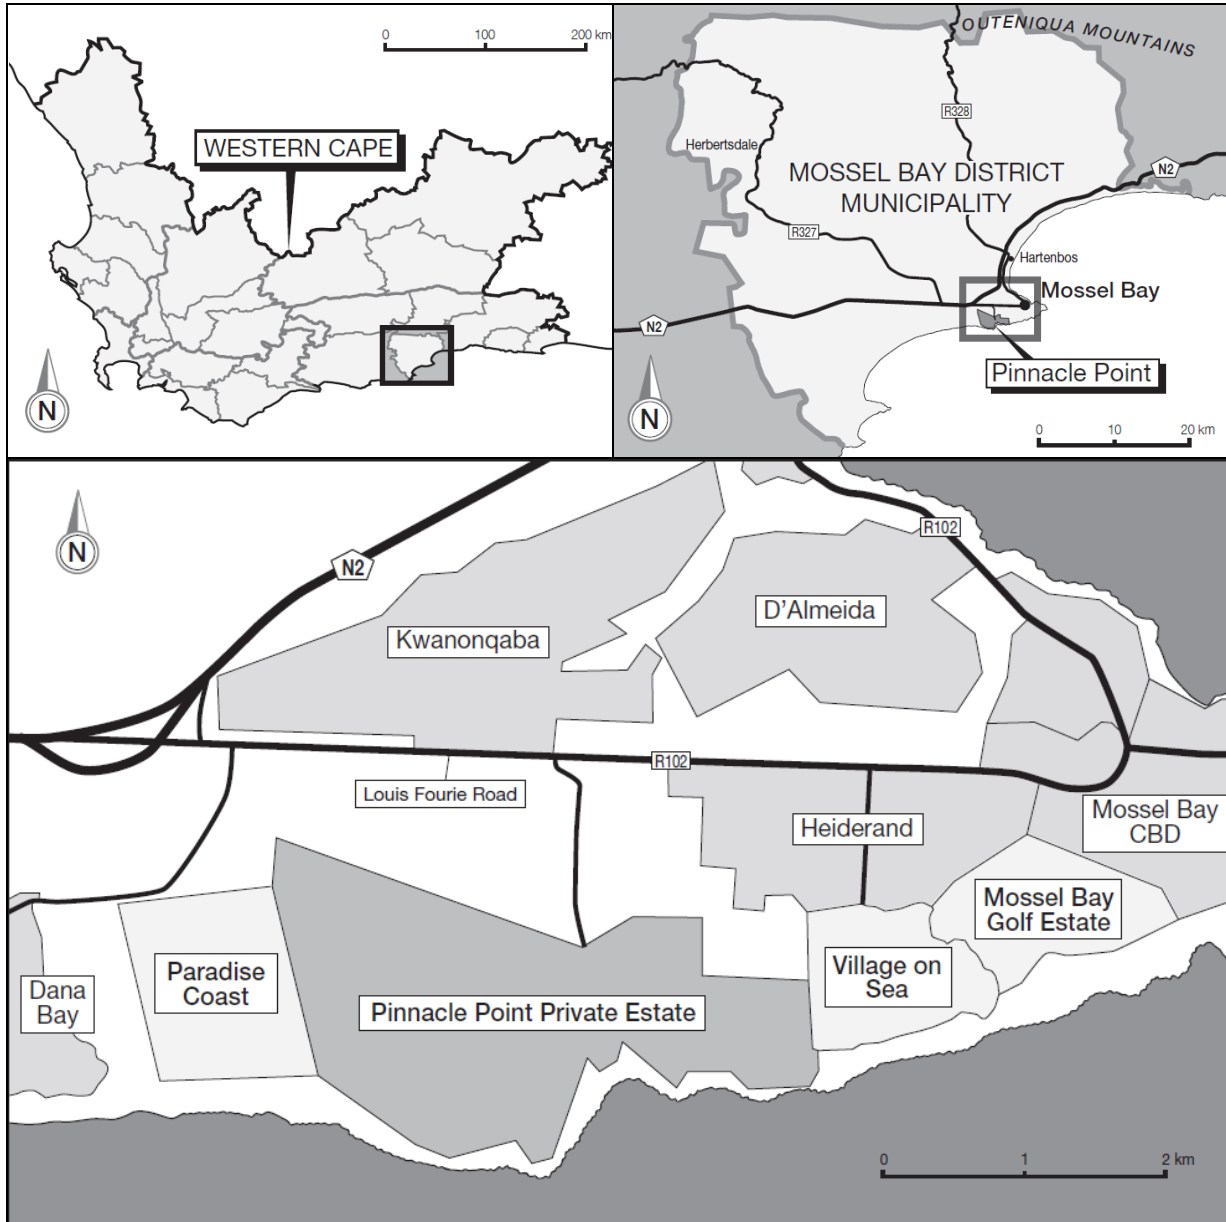 0 100 200 km
WESTERN CAPE
N
OUTENIQUA MOUNTAINS
R328
Herbertsdale
MOSSEL BAY DISTRICT
MUNICIPALITY
N2
R327
Hartenbos
Mossel Bay
N2
Pinnacle Point
N
0 10 20 km
N
R102
N2
D'Almeida
Kwanonqaba
R102
Louis Fourie Road
Heiderand
Mossel Bay
CBD
Mossel Bay
Golf Estate
Paradise
Coast
Village on
Sea
Dana
Bay
Pinnacle Point Private Estate
0 1 2 km